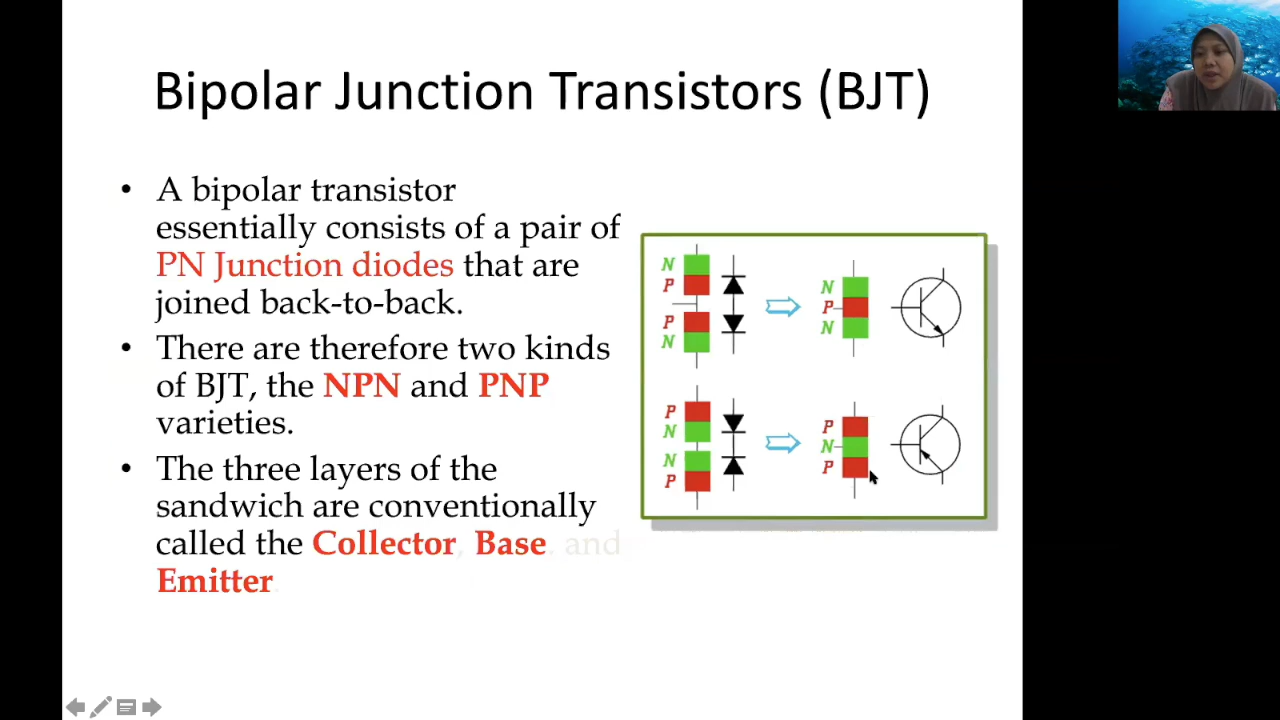 Bipolar Junction Transistors (BJT)
• A bipolar transistor
essentially consists of a pair of
PN Junction diodes that are
joined back-to-back.
• There are therefore two kinds
of BJT, the NPN and PNP
varieties.
• The three layers of the
sandwich are conventionally
called the Collector, Base, and
Emitter.
N
P
P
N
N
P
N
P
N
N
P
P
N
P